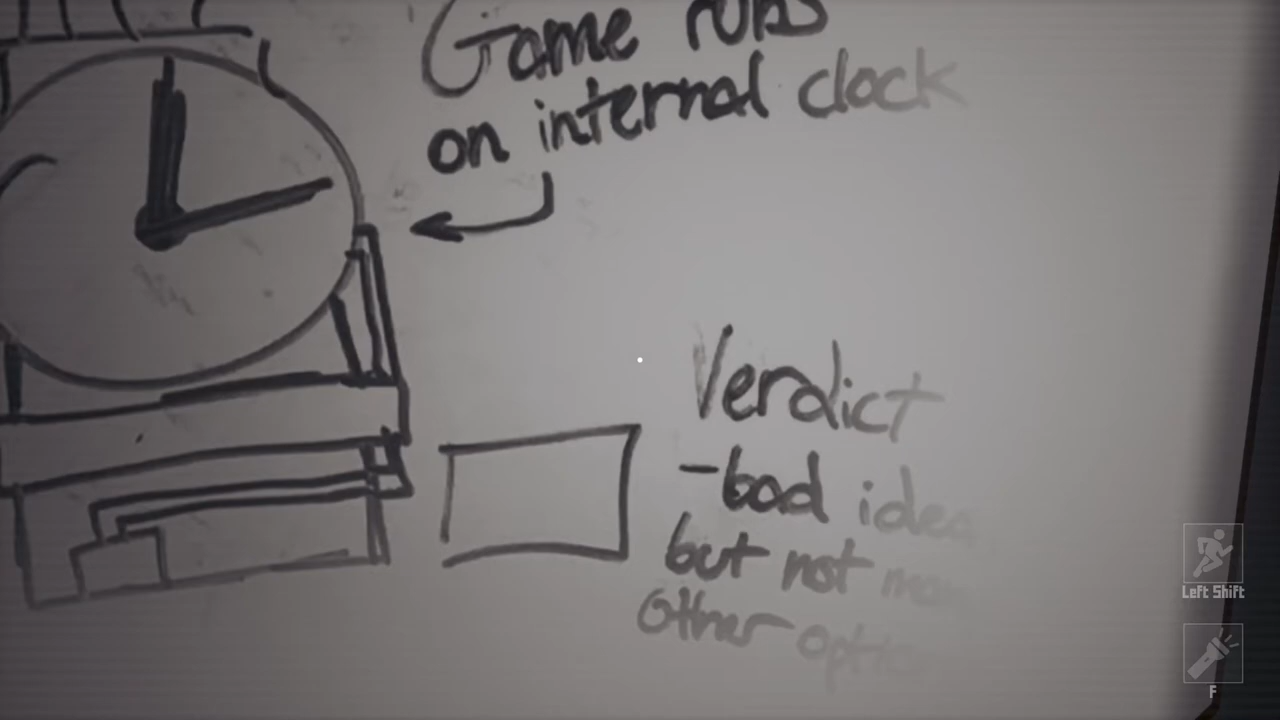 Game runs
on internal clock
Verdict
-bad idea
but not
other
Left Shift
F